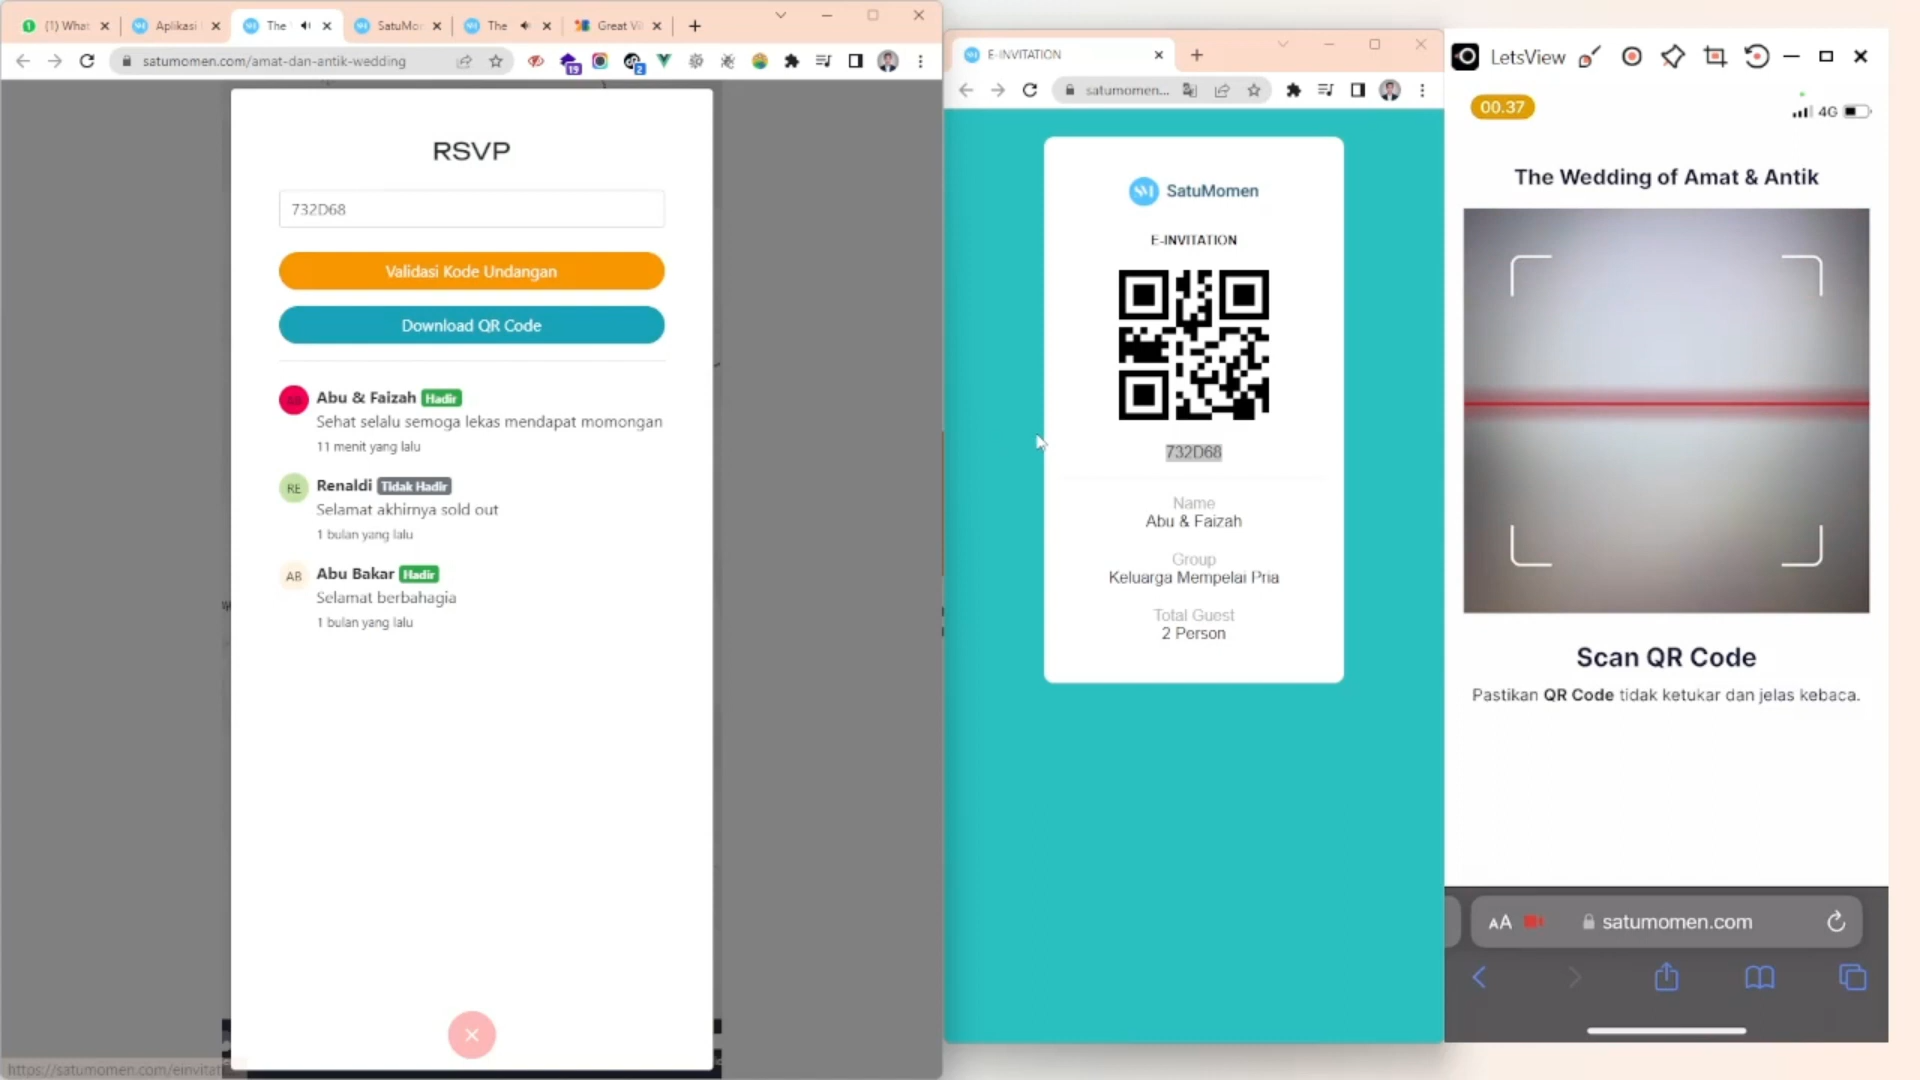 (1) What
Aplikasi
The
SatuMor
The
Great Vi
satumomen.com/amat-dan-antik-wedding
19
2
RSVP
732D68
Validasi Kode Undangan
Download QR Code
Abu & Faizah Hadir
Sehat selalu semoga lekas mendapat momongan
11 menit yang lalu
RE
Renaldi Tidak Hadir
Selamat akhirnya sold out
1 bulan yang lalu
AB
Abu Bakar Hadir
Selamat berbahagia
1 bulan yang lalu
https://satumomen.com/einvitat
E-INVITATION
satumomen...
SM SatuMomen
E-INVITATION
732D68
Name
Abu & Faizah
Group
Keluarga Mempelai Pria
Total Guest
2 Person
LetsView
00.37
4G
The Wedding of Amat & Antik
Scan QR Code
Pastikan QR Code tidak ketukar dan jelas kebaca.
AA
satumomen.com